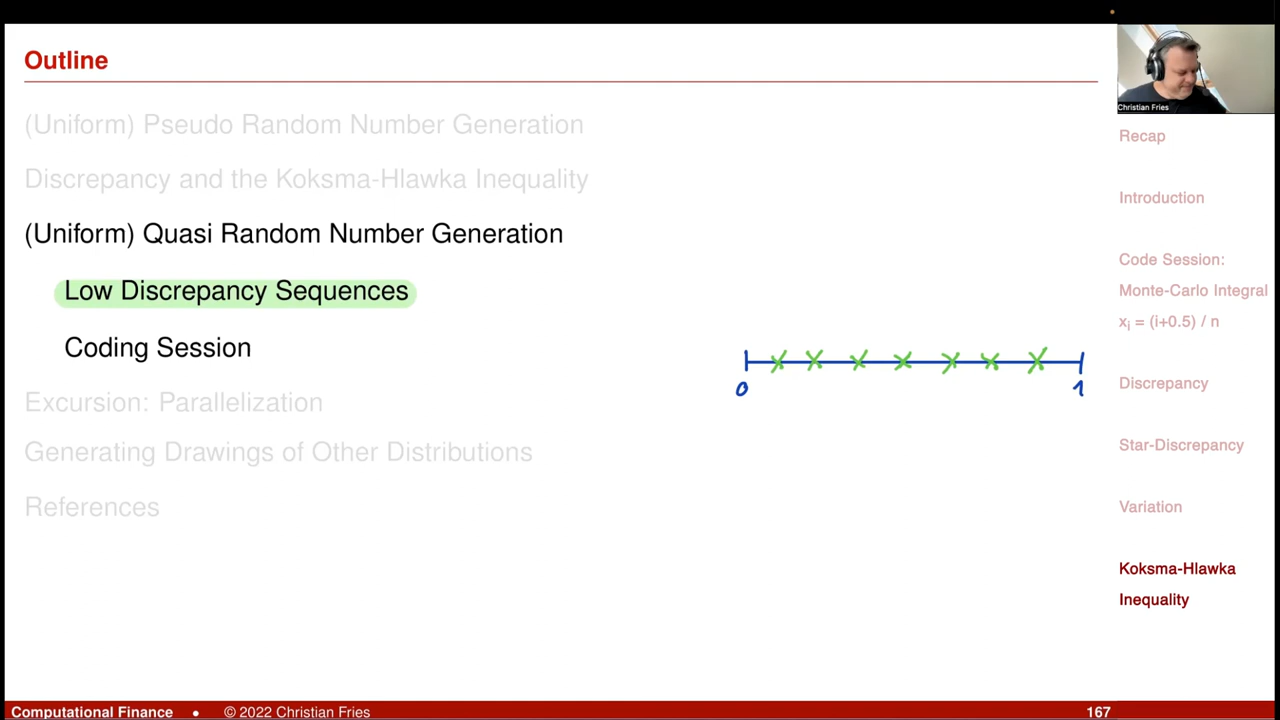 Outline
(Uniform) Pseudo Random Number Generation
Discrepancy and the Koksma-Hlawka Inequality
(Uniform) Quasi Random Number Generation
Low Discrepancy Sequences
Coding Session
Excursion: Parallelization
Generating Drawings of Other Distributions
References
0 1
Christian Fries
Recap
Introduction
Code Session:
Monte-Carlo Integral
xᵢ = (i+0.5) / n
Discrepancy
Star-Discrepancy
Variation
Koksma-Hlawka
Inequality
Computational Finance • © 2022 Christian Fries 167